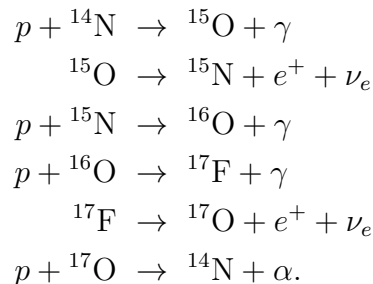 p + ¹⁴N → ¹⁵O + γ
¹⁵O → ¹⁵N + e⁺ + νₑ
p + ¹⁵N → ¹⁶O + γ
p + ¹⁶O → ¹⁷F + γ
¹⁷F → ¹⁷O + e⁺ + νₑ
p + ¹⁷O → ¹⁴N + α.